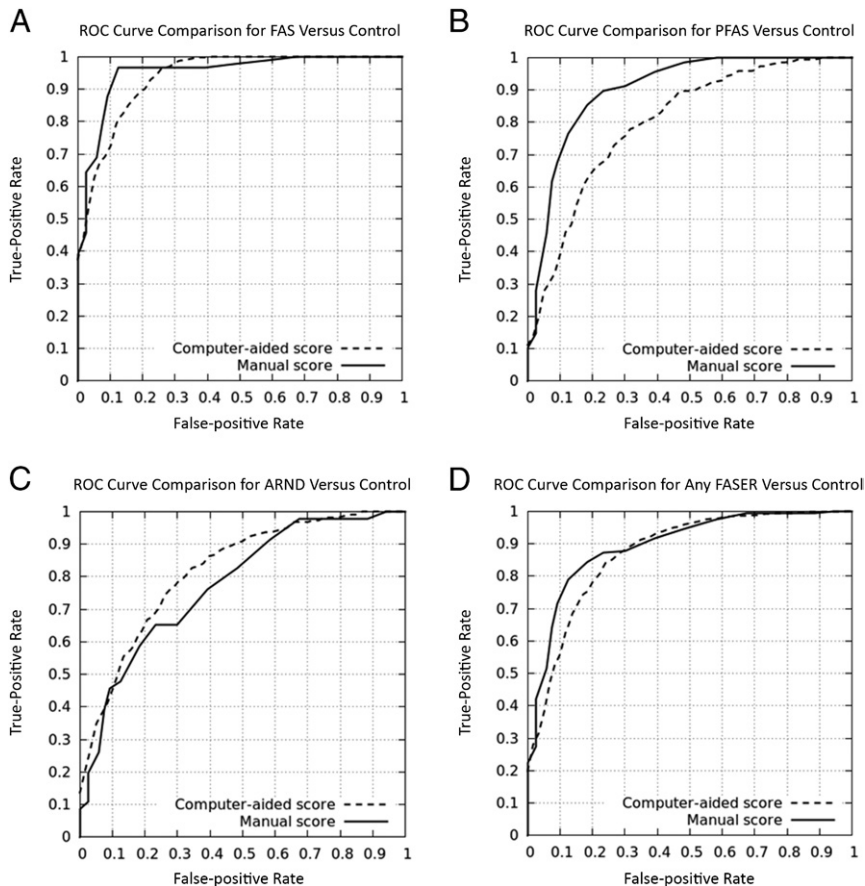 A
ROC Curve Comparison for FAS Versus Control
1
0.9
0.8
0.7
0.6
0.5
0.4
0.3
0.2
0.1
0
True-Positive Rate
Computer-aided score
Manual score
0 0.1 0.2 0.3 0.4 0.5 0.6 0.7 0.8 0.9 1
False-positive Rate
B
ROC Curve Comparison for PFAS Versus Control
1
0.9
0.8
0.7
0.6
0.5
0.4
0.3
0.2
0.1
0
True-Positive Rate
Computer-aided score
Manual score
0 0.1 0.2 0.3 0.4 0.5 0.6 0.7 0.8 0.9 1
False-positive Rate
C
ROC Curve Comparison for ARND Versus Control
1
0.9
0.8
0.7
0.6
0.5
0.4
0.3
0.2
0.1
0
True-Positive Rate
Computer-aided score
Manual score
0 0.1 0.2 0.3 0.4 0.5 0.6 0.7 0.8 0.9 1
False-positive Rate
D
ROC Curve Comparison for Any FASER Versus Control
1
0.9
0.8
0.7
0.6
0.5
0.4
0.3
0.2
0.1
0
True-Positive Rate
Computer-aided score
Manual score
0 0.1 0.2 0.3 0.4 0.5 0.6 0.7 0.8 0.9 1
False-positive Rate